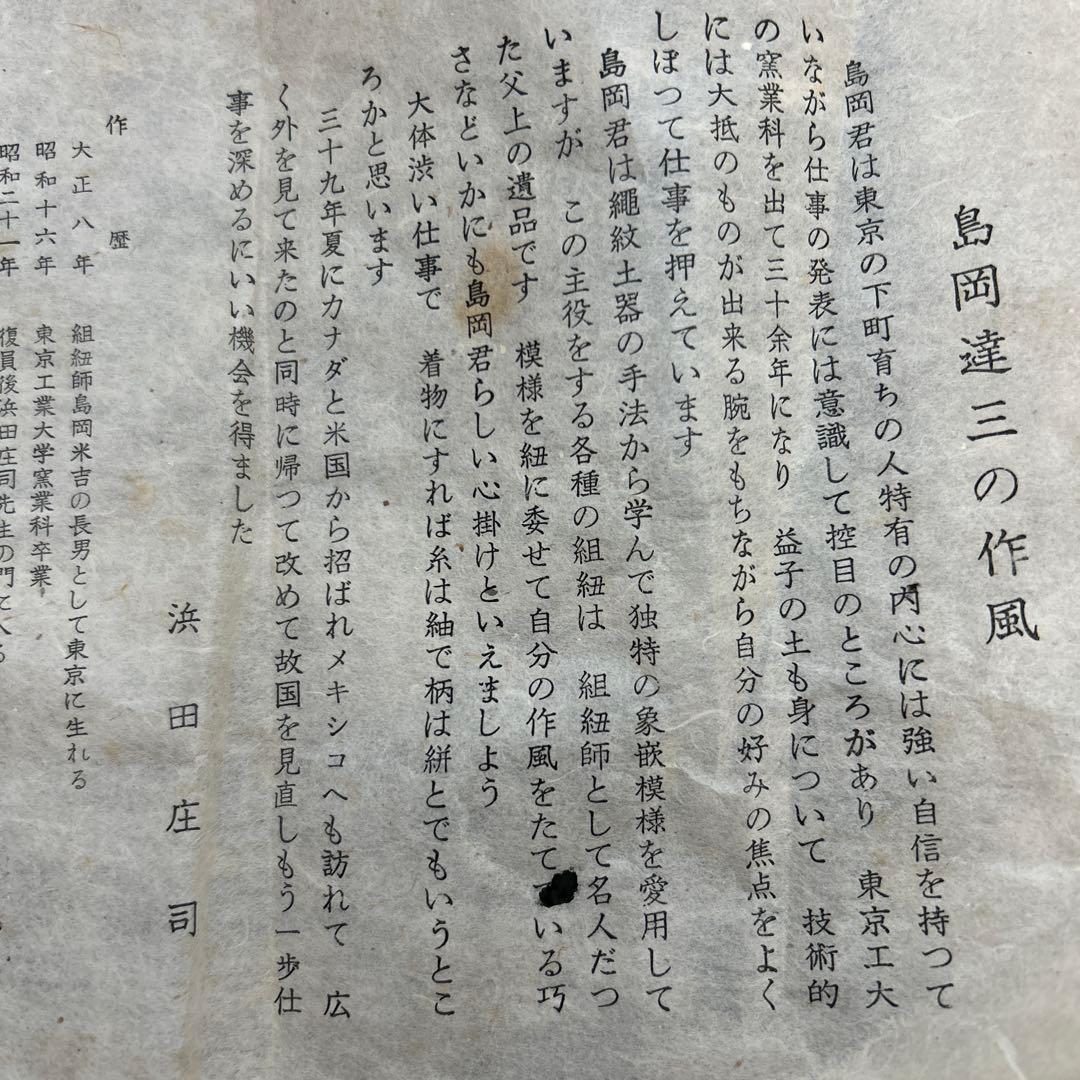 島岡達三の作風
島岡君は東京の下町育ちの人特有の内心には強い自信を持つて
いながら仕事の発表には意識して控目のところがあり　東京工大
の窯業科を出て三十余年になり　益子の土も身について　技術的
には大抵のものが出来る腕をもちながら自分の好みの焦点をよく
しぼつて仕事を押えています
島岡君は縄紋土器の手法から学んで独特の象嵌模様を愛用して
いますが　この主役をする各種の組紐は　組紐師として名人だつ
た父上の遺品です　模様を紐に委せて自分の作風をたてている巧
さなどいかにも島岡君らしい心掛けといえましよう
大体渋い仕事で　着物にすれば糸は紬で柄は絣とでもいうとこ
ろかと思います
三十九年夏にカナダと米国から招ばれメキシコへも訪れて　広
く外を見て来たのと同時に帰つて改めて故国を見直しもう一歩仕
事を深めるにいい機会を得ました
浜田庄司
作歴
大正八年　組紐師島岡米吉の長男として東京に生れる
昭和十六年　東京工業大学窯業科卒業
昭和二十一年　復員後浜田庄司先生の門に入る